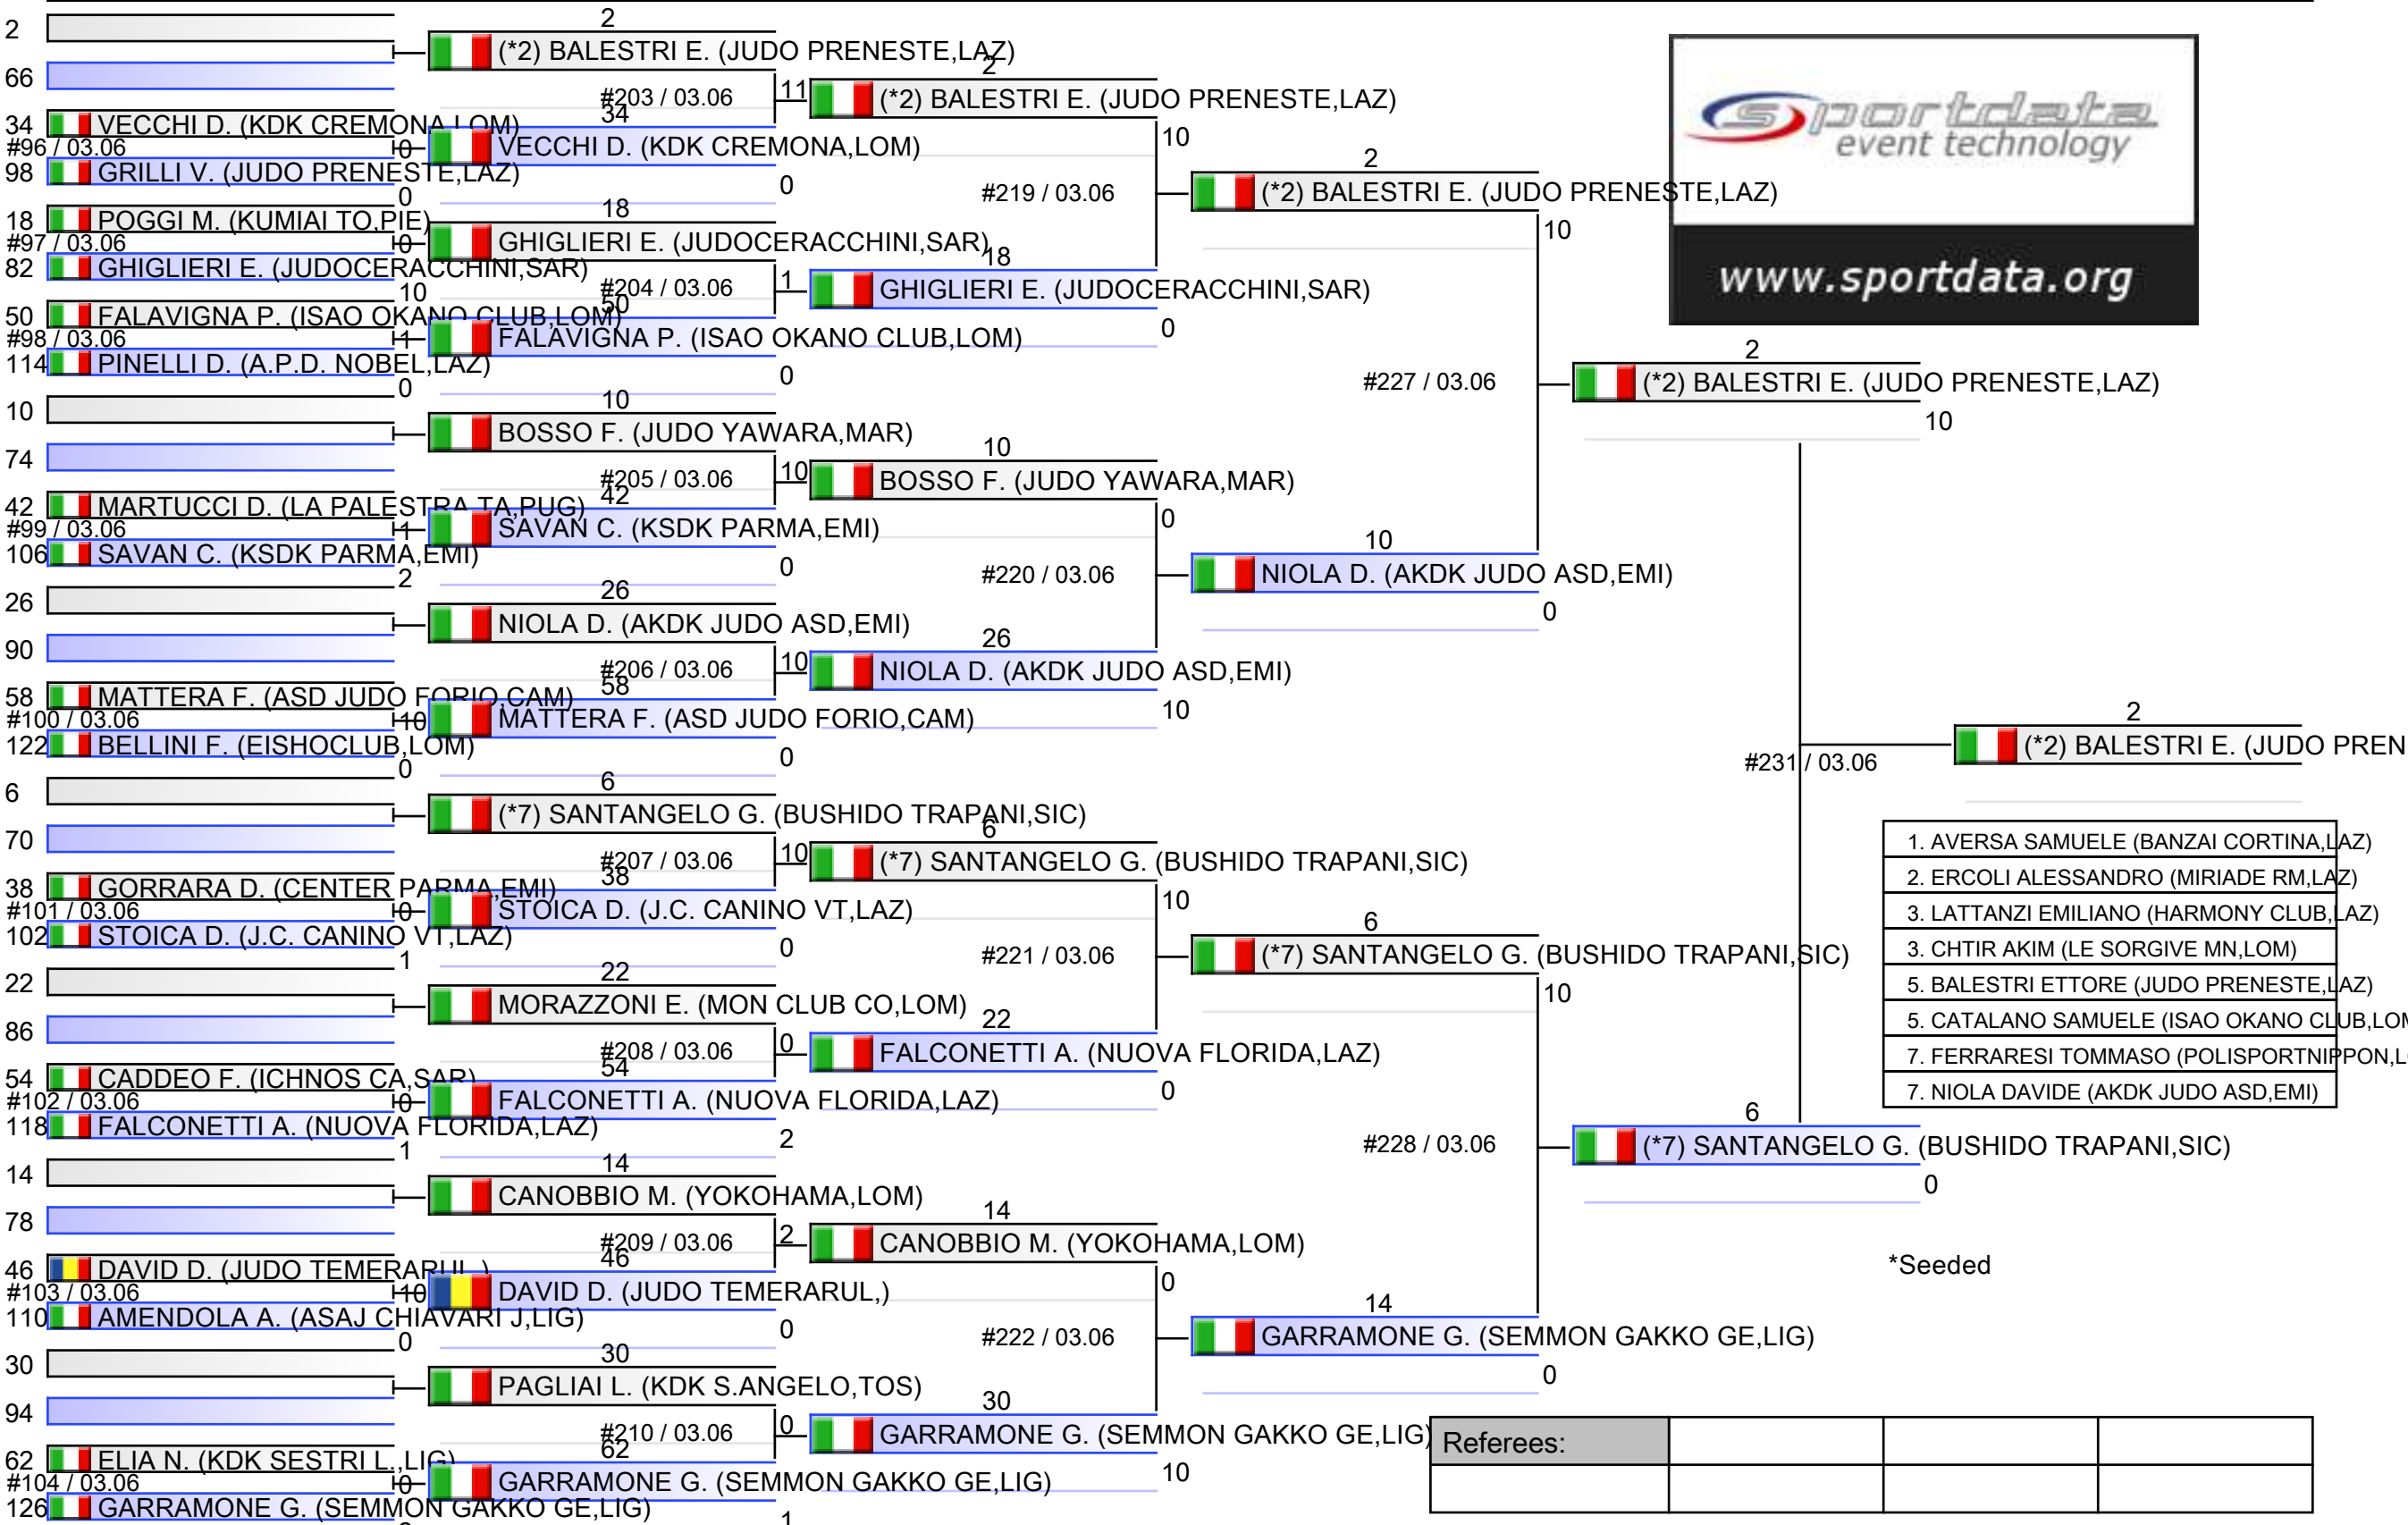 2
66
34 VECCHI D. (KDK CREMONA,LOM)
#96 / 03.06 0
98 GRILLI V. (JUDO PRENESTE,LAZ)
0
18 POGGI M. (KUMIAI TO,PIE)
#97 / 03.06 0
82 GHIGLIERI E. (JUDOCERACCHINI,SAR)
10
50 FALAVIGNA P. (ISAO OKANO CLUB,LOM)
#98 / 03.06 1
114 PINELLI D. (A.P.D. NOBEL,LAZ)
0
10
74
42 MARTUCCI D. (LA PALESTRA TA,PUG)
#99 / 03.06 1
106 SAVAN C. (KSDK PARMA,EMI)
2
26
90
58 MATTERA F. (ASD JUDO FORIO,CAM)
#100 / 03.06 10
122 BELLINI F. (EISHOCLUB,LOM)
0
6
70
38 GORRARA D. (CENTER PARMA,EMI)
#101 / 03.06 0
102 STOICA D. (J.C. CANINO VT,LAZ)
1
22
86
54 CADDEO F. (ICHNOS CA,SAR)
#102 / 03.06 0
118 FALCONETTI A. (NUOVA FLORIDA,LAZ)
1
14
78
46 DAVID D. (JUDO TEMERARUL,)
#103 / 03.06 10
110 AMENDOLA A. (ASAJ CHIAVARI J,LIG)
0
30
94
62 ELIA N. (KDK SESTRI L.,LIG)
#104 / 03.06 0
126 GARRAMONE G. (SEMMON GAKKO GE,LIG)
2
(*2) BALESTRI E. (JUDO PRENESTE,LAZ)
#203 / 03.06 11
34
VECCHI D. (KDK CREMONA,LOM)
0
18
GHIGLIERI E. (JUDOCERACCHINI,SAR)
#204 / 03.06 1
50
FALAVIGNA P. (ISAO OKANO CLUB,LOM)
0
10
BOSSO F. (JUDO YAWARA,MAR)
#205 / 03.06 10
42
SAVAN C. (KSDK PARMA,EMI)
0
26
NIOLA D. (AKDK JUDO ASD,EMI)
#206 / 03.06 10
58
MATTERA F. (ASD JUDO FORIO,CAM)
0
6
(*7) SANTANGELO G. (BUSHIDO TRAPANI,SIC)
#207 / 03.06 10
38
STOICA D. (J.C. CANINO VT,LAZ)
0
22
MORAZZONI E. (MON CLUB CO,LOM)
#208 / 03.06 0
54
FALCONETTI A. (NUOVA FLORIDA,LAZ)
2
14
CANOBBIO M. (YOKOHAMA,LOM)
#209 / 03.06 2
46
DAVID D. (JUDO TEMERARUL,)
0
30
PAGLIAI L. (KDK S.ANGELO,TOS)
#210 / 03.06 0
62
GARRAMONE G. (SEMMON GAKKO GE,LIG)
1
2
(*2) BALESTRI E. (JUDO PRENESTE,LAZ)
10
#219 / 03.06
18
GHIGLIERI E. (JUDOCERACCHINI,SAR)
0
10
BOSSO F. (JUDO YAWARA,MAR)
0
#220 / 03.06
26
NIOLA D. (AKDK JUDO ASD,EMI)
10
6
(*7) SANTANGELO G. (BUSHIDO TRAPANI,SIC)
10
#221 / 03.06
22
FALCONETTI A. (NUOVA FLORIDA,LAZ)
0
14
CANOBBIO M. (YOKOHAMA,LOM)
0
#222 / 03.06
30
GARRAMONE G. (SEMMON GAKKO GE,LIG)
10
2
(*2) BALESTRI E. (JUDO PRENESTE,LAZ)
10
#227 / 03.06
10
NIOLA D. (AKDK JUDO ASD,EMI)
0
6
(*7) SANTANGELO G. (BUSHIDO TRAPANI,SIC)
10
#228 / 03.06
14
GARRAMONE G. (SEMMON GAKKO GE,LIG)
0
2
(*2) BALESTRI E. (JUDO PRENESTE,LAZ)
10
#231 / 03.06
6
(*7) SANTANGELO G. (BUSHIDO TRAPANI,SIC)
0
2
(*2) BALESTRI E. (JUDO PREN
sportdata
event technology
www.sportdata.org
1. AVERSA SAMUELE (BANZAI CORTINA,LAZ)
2. ERCOLI ALESSANDRO (MIRIADE RM,LAZ)
3. LATTANZI EMILIANO (HARMONY CLUB,LAZ)
3. CHTIR AKIM (LE SORGIVE MN,LOM)
5. BALESTRI ETTORE (JUDO PRENESTE,LAZ)
5. CATALANO SAMUELE (ISAO OKANO CLUB,LOM
7. FERRARESI TOMMASO (POLISPORTNIPPON,L
7. NIOLA DAVIDE (AKDK JUDO ASD,EMI)
*Seeded
Referees: